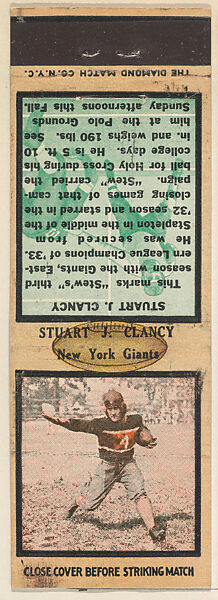 THE DIAMOND MATCH CO. N.Y.C.
STUART J. CLANCY
This marks "Stew's" third
season with the Giants, East-
ern League Champions of '33.
He was secured from
Stapleton in the middle of the
'32 season and starred in the
closing games of that cam-
paign. "Stew" carried the
ball for Holy Cross during his
college days. He is 5 ft. 10
in. and weighs 190 lbs. See
him at the Polo Grounds
Sunday afternoons this Fall.
STUART J. CLANCY
New York Giants
CLOSE COVER BEFORE STRIKING MATCH